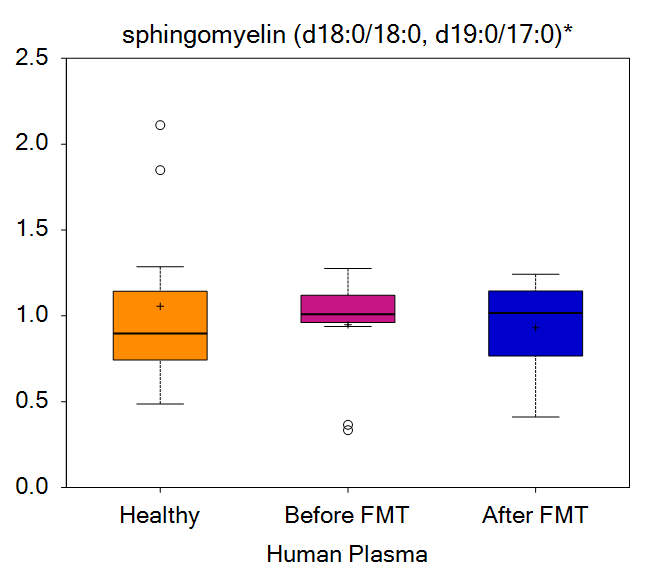 sphingomyelin (d18:0/18:0, d19:0/17:0)*
2.5
2.0
1.5
1.0
0.5
0.0
Healthy Before FMT After FMT
Human Plasma